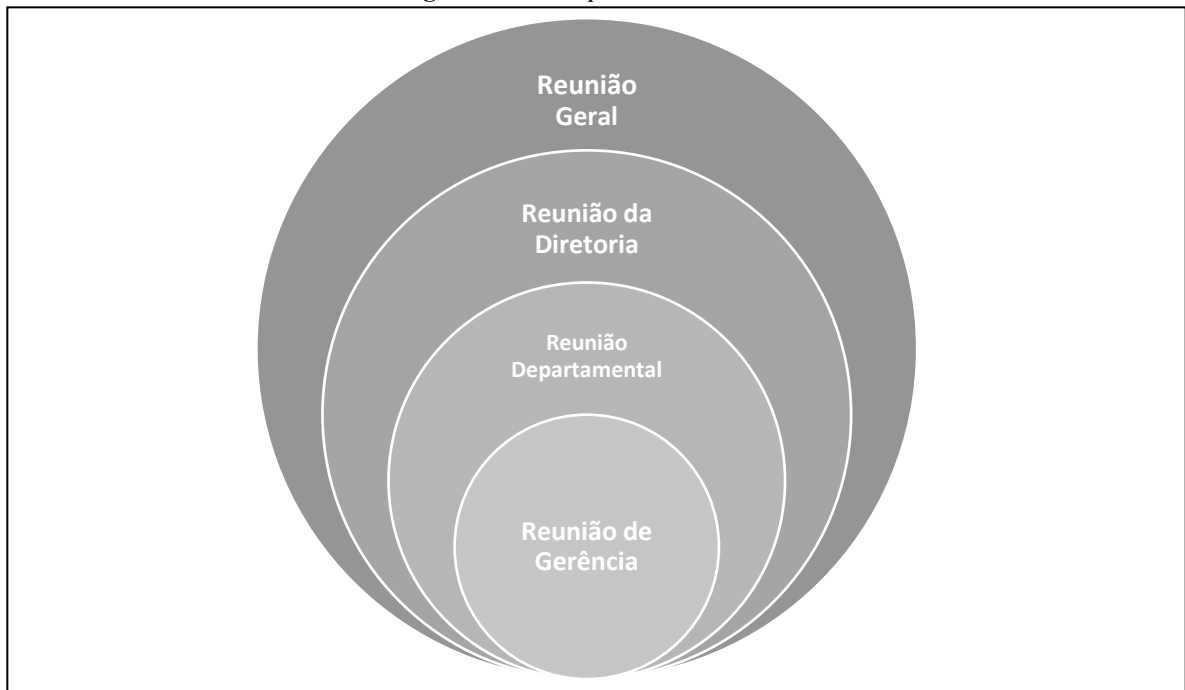 Reunião
Geral
Reunião da
Diretoria
Reunião
Departamental
Reunião de
Gerência